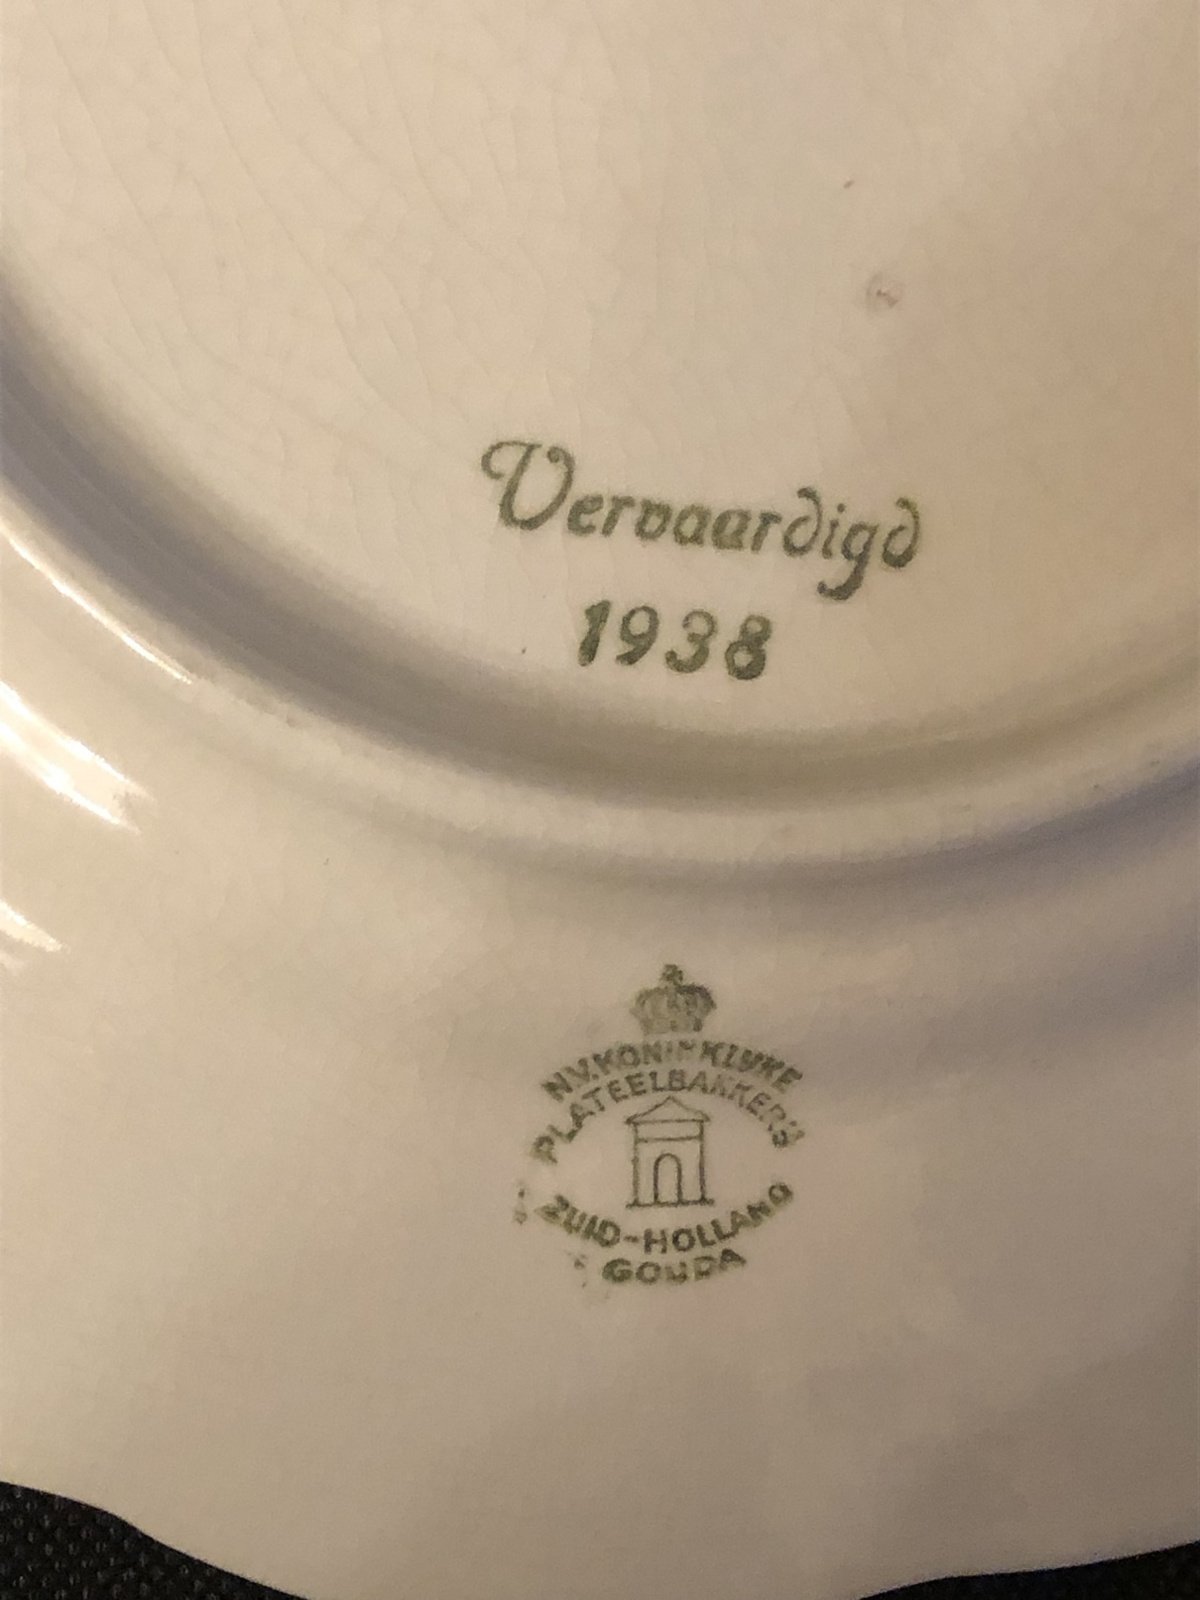 Vervaardigd
1938
N.V. KONINKLIJKE
PLATEELBAKKERIJ
ZUID-HOLLAND
GOUDA